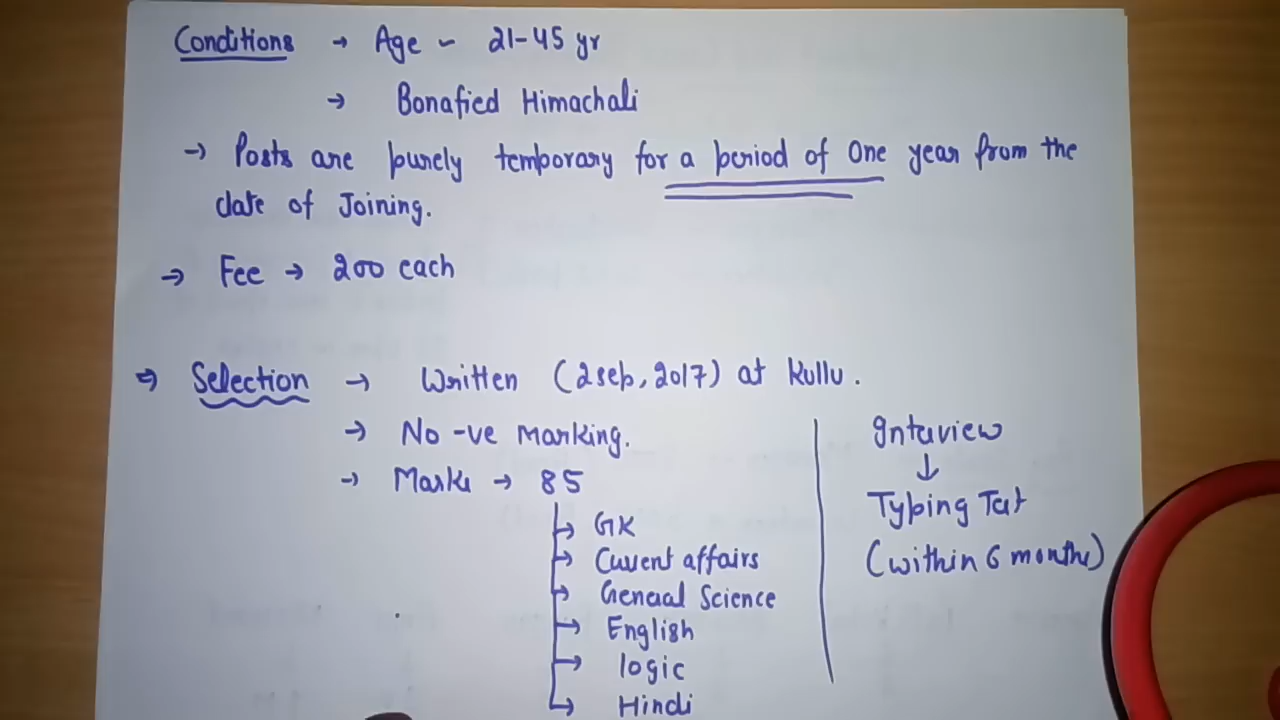 Conditions → Age - 21-45 yr
→ Bonafied Himachali
→ Posts are purely temporary for a period of One year from the
date of Joining.
→ Fee → 200 each
⇒ Selection → Written (2 sep, 2017) at Kullu.
→ No -ve Marking.
→ Marks → 85
→ GK
→ Current affairs
→ General Science
→ English
→ logic
→ Hindi
Interview
↓
Typing Test
(within 6 months)